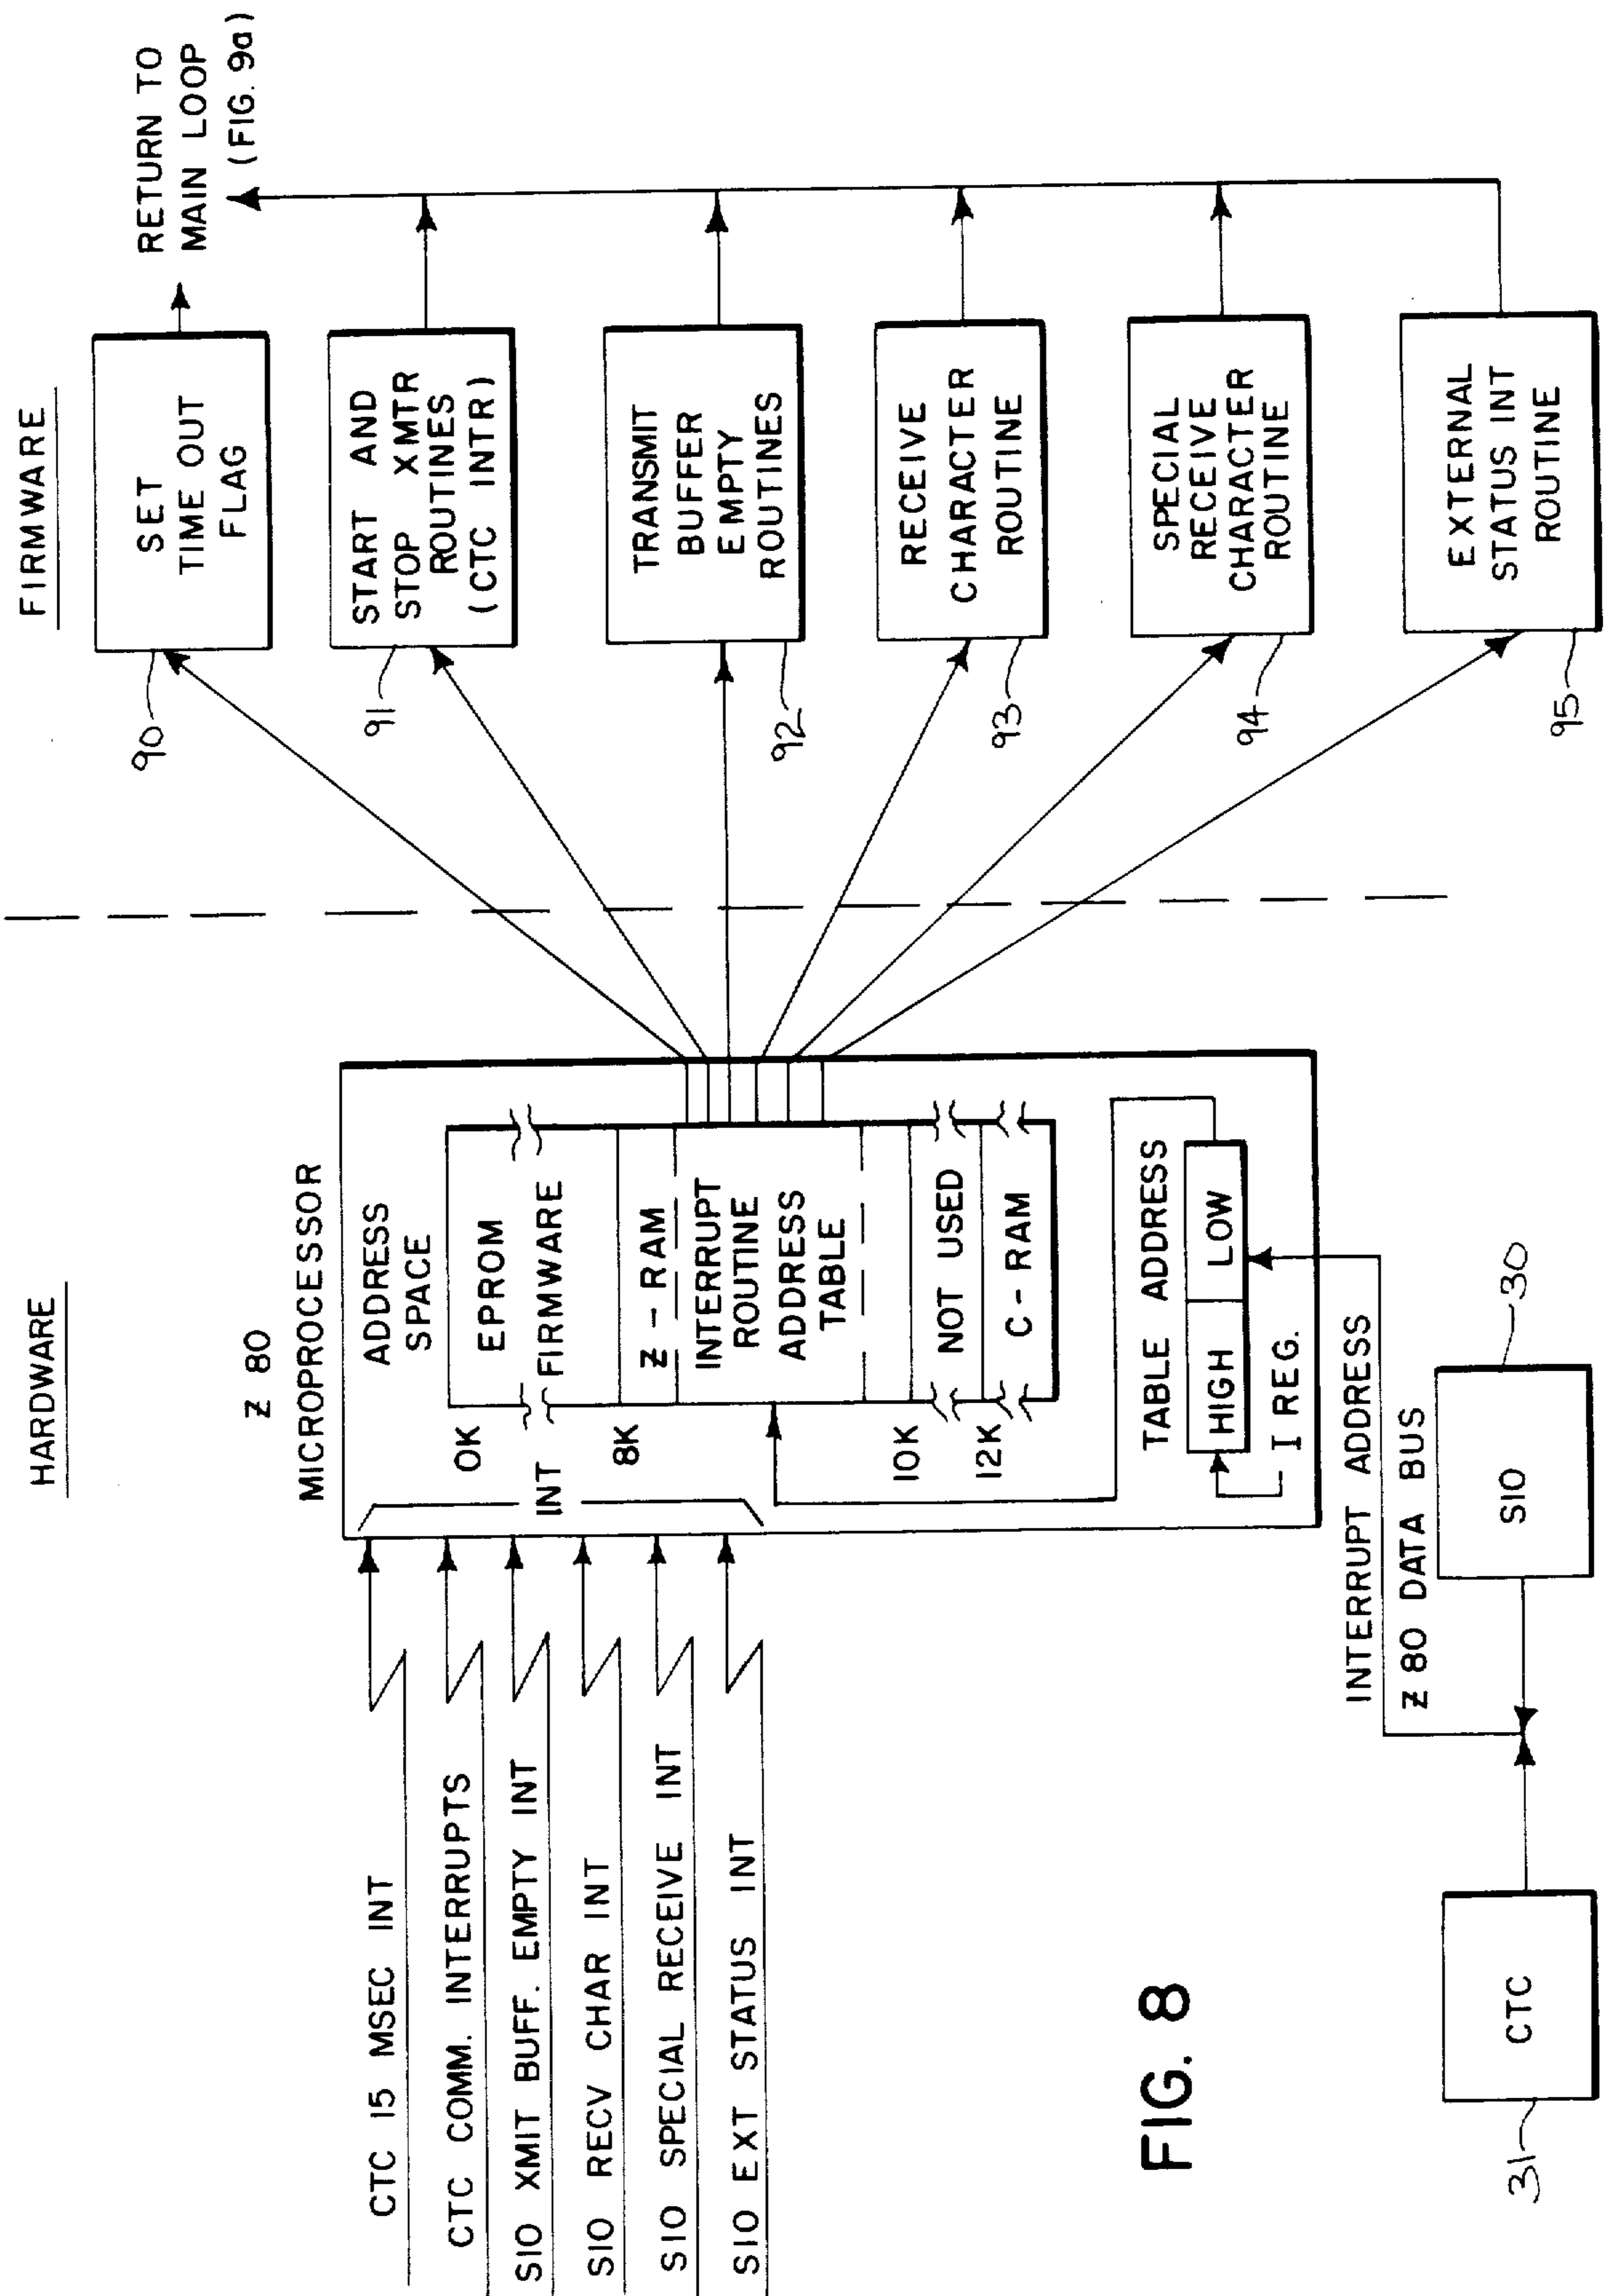 HARDWARE
FIRMWARE
CTC 15 MSEC INT
CTC COMM. INTERRUPTS
SIO XMIT BUFF. EMPTY INT
SIO RECV CHAR INT
SIO SPECIAL RECEIVE INT
SIO EXT STATUS INT
Z 80
MICROPROCESSOR
ADDRESS
SPACE
INT
0K
EPROM
FIRMWARE
8K
Z-RAM
INTERRUPT
ROUTINE
ADDRESS
TABLE
10K
NOT USED
12K
C-RAM
TABLE ADDRESS
HIGH
LOW
I REG.
INTERRUPT ADDRESS
Z 80 DATA BUS
SIO
30
CTC
31
90
SET
TIME OUT
FLAG
RETURN TO
MAIN LOOP
(FIG. 9a)
91
START AND
STOP XMTR
ROUTINES
(CTC INTR)
92
TRANSMIT
BUFFER
EMPTY
ROUTINES
93
RECEIVE
CHARACTER
ROUTINE
94
SPECIAL
RECEIVE
CHARACTER
ROUTINE
95
EXTERNAL
STATUS INT
ROUTINE
FIG. 8